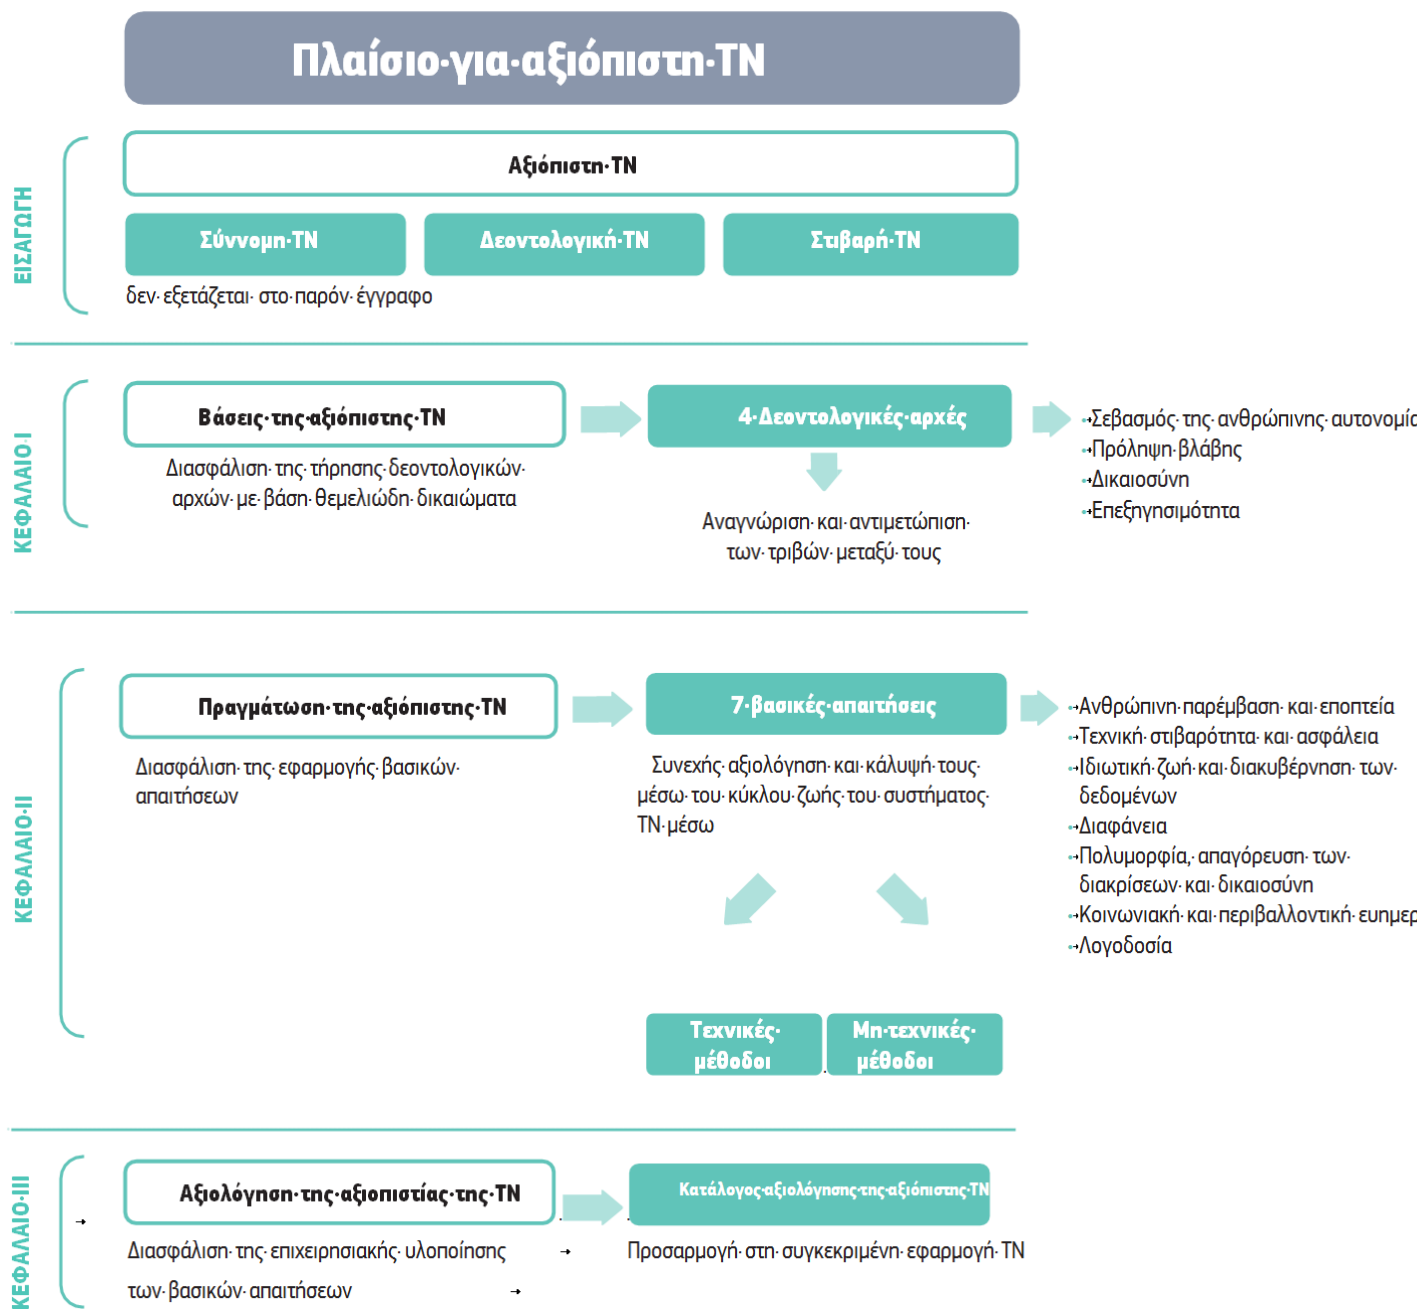 Πλαίσιο·για·αξιόπιστη·ΤΝ
ΕΙΣΑΓΩΓΗ
Αξιόπιστη·ΤΝ
Σύννομη·ΤΝ
Δεοντολογική·ΤΝ
Στιβαρή·ΤΝ
δεν·εξετάζεται·στο·παρόν·έγγραφο
ΚΕΦΑΛΑΙΟ·I
Βάσεις·της·αξιόπιστης·ΤΝ
Διασφάλιση·της·τήρησης·δεοντολογικών·
αρχών·με·βάση·θεμελιώδη·δικαιώματα
4·Δεοντολογικές·αρχές
Αναγνώριση·και·αντιμετώπιση·
των·τριβών·μεταξύ·τους
Σεβασμός·της·ανθρώπινης·αυτονομία
Πρόληψη·βλάβης
Δικαιοσύνη
Επεξηγησιμότητα
ΚΕΦΑΛΑΙΟ·II
Πραγμάτωση·της·αξιόπιστης·ΤΝ
Διασφάλιση·της·εφαρμογής·βασικών·
απαιτήσεων
7·βασικές·απαιτήσεις
Συνεχής·αξιολόγηση·και·κάλυψή·τους·
μέσω·του·κύκλου·ζωής·του·συστήματος·
ΤΝ·μέσω
Τεχνικές·
μέθοδοι
Μη·τεχνικές·
μέθοδοι
Ανθρώπινη·παρέμβαση·και·εποπτεία
Τεχνική·στιβαρότητα·και·ασφάλεια
Ιδιωτική·ζωή·και·διακυβέρνηση·των·
δεδομένων
Διαφάνεια
Πολυμορφία,·απαγόρευση·των·
διακρίσεων·και·δικαιοσύνη
Κοινωνιακή·και·περιβαλλοντική·ευημερ
Λογοδοσία
ΚΕΦΑΛΑΙΟ·III
Αξιολόγηση·της·αξιοπιστίας·της·ΤΝ
Διασφάλιση·της·επιχειρησιακής·υλοποίησης
των·βασικών·απαιτήσεων
Κατάλογος·αξιολόγησης·της·αξιόπιστης·ΤΝ
Προσαρμογή·στη·συγκεκριμένη·εφαρμογή·ΤΝ